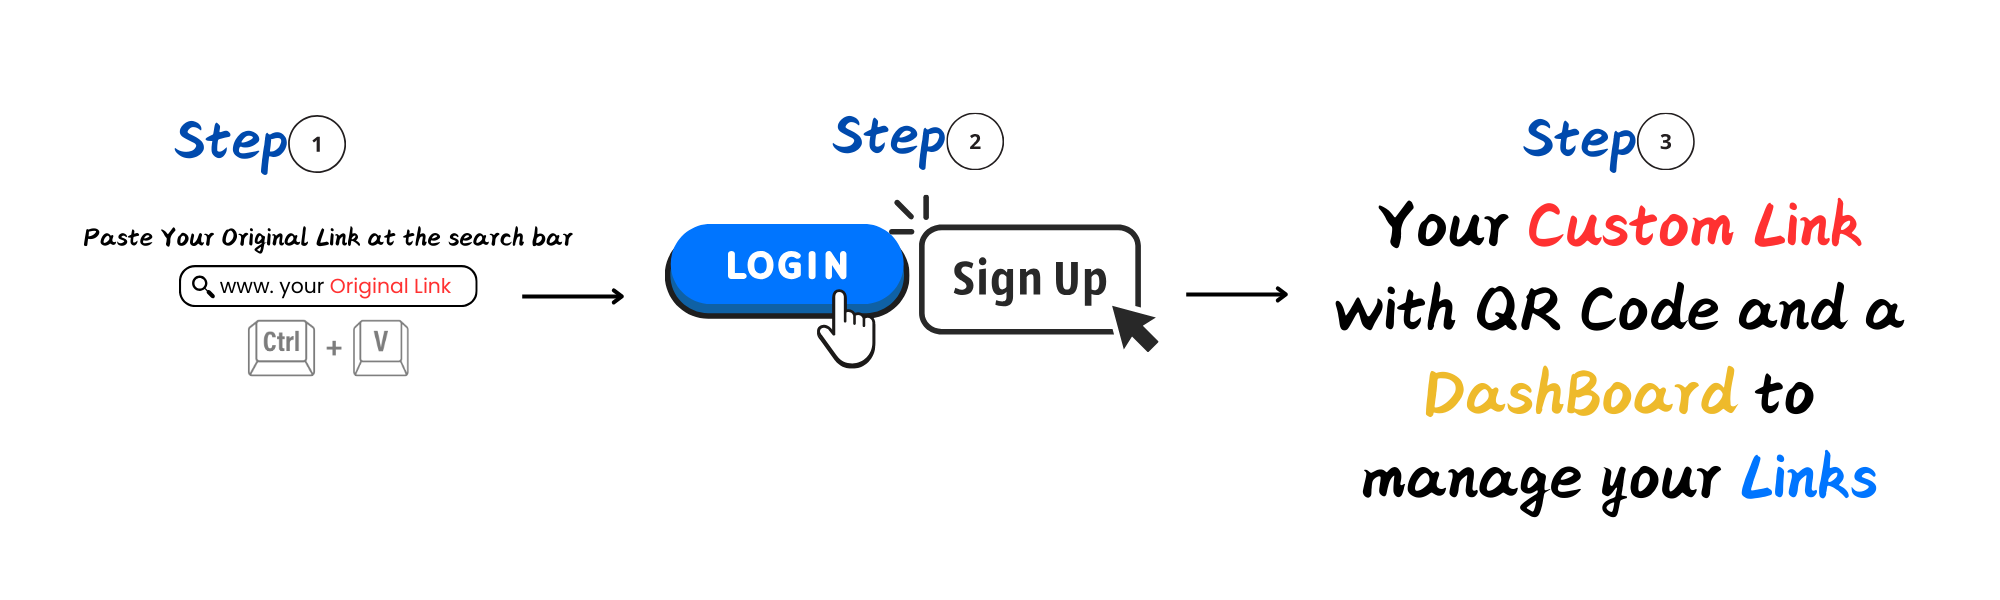 Step 1
Paste Your Original Link at the search bar
www. your Original Link
Ctrl + V
Step 2
LOGIN
Sign Up
Step 3
Your Custom Link
with QR Code and a
DashBoard to
manage your Links